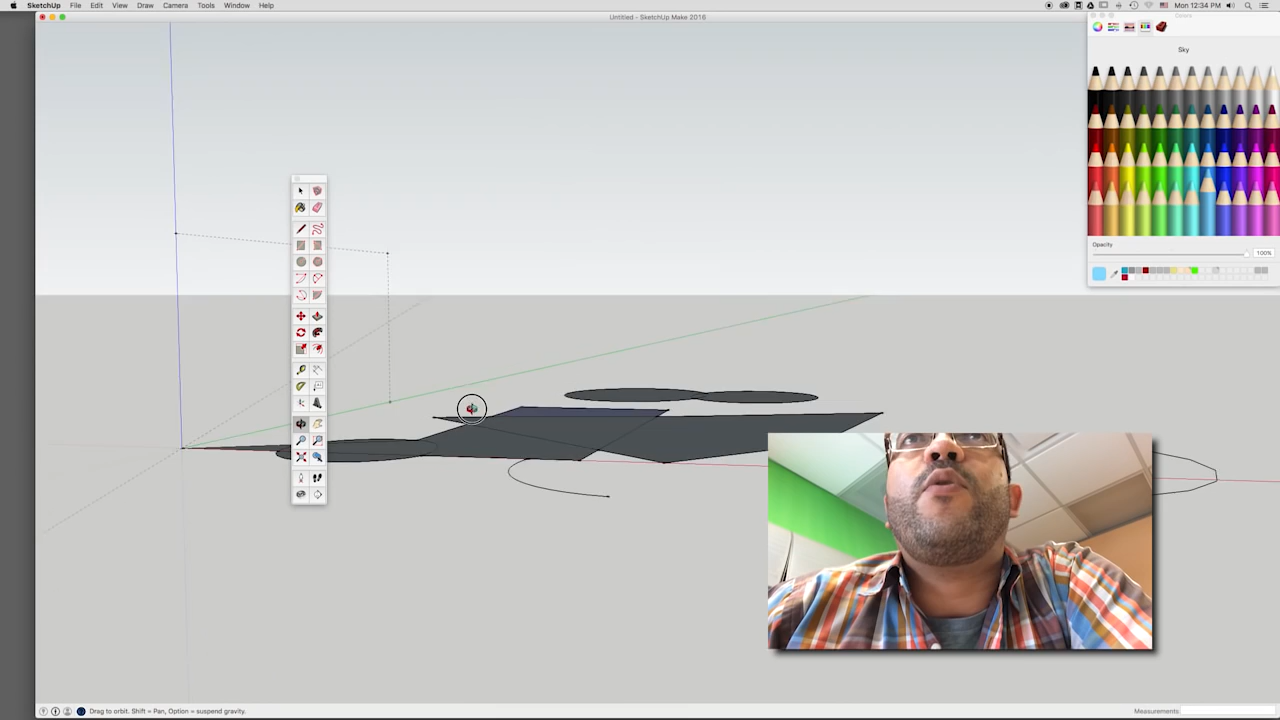 SketchUp File Edit View Draw Camera Tools Window Help
Mon 12:34 PM
Untitled - SketchUp Make 2016
Colors
Sky
Opacity
100%
Drag to orbit. Shift = Pan, Option = suspend gravity.
Measurements